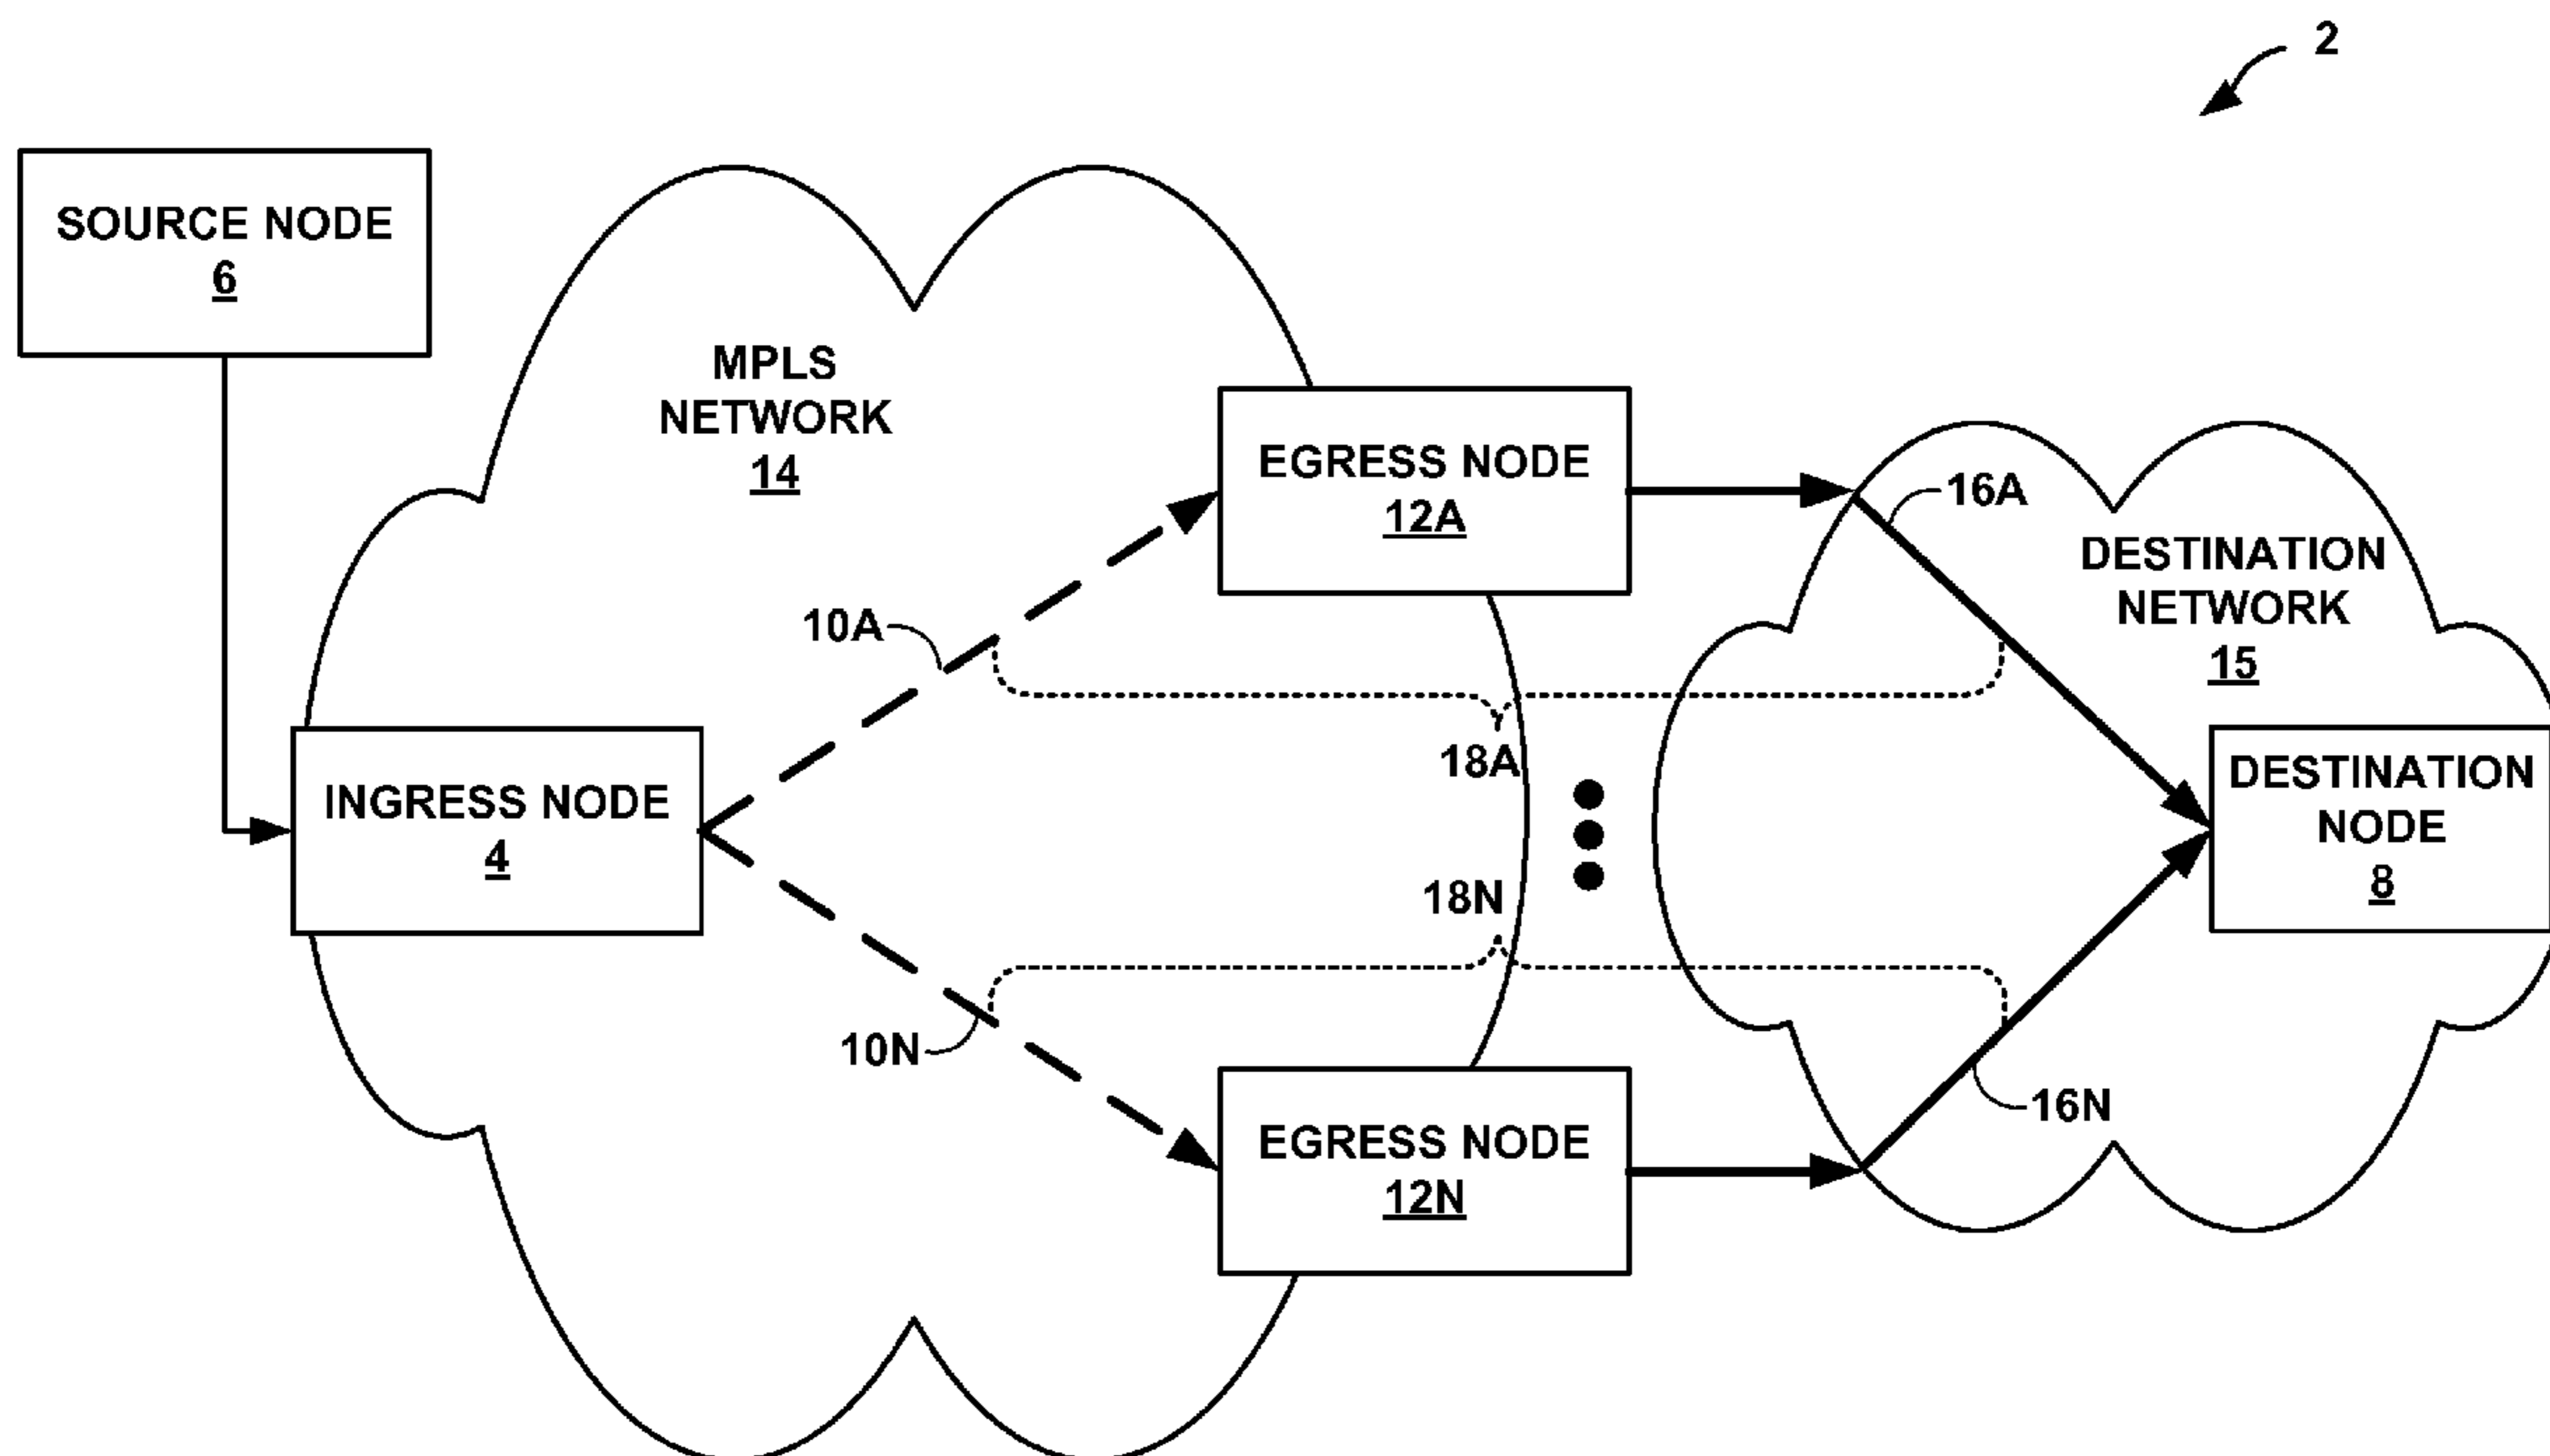 2
SOURCE NODE
6
MPLS
NETWORK
14
EGRESS NODE
12A
16A
DESTINATION
NETWORK
15
10A
18A
INGRESS NODE
4
DESTINATION
NODE
8
18N
10N
16N
EGRESS NODE
12N